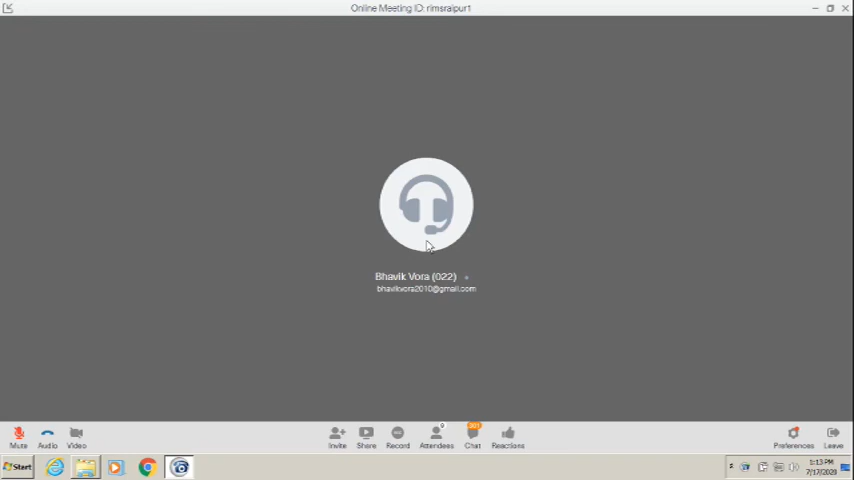 Online Meeting ID: rimsraipur1
Bhavik Vora (022)
bhavikvora2010@gmail.com
Mute Audio Video Invite Share Record Attendees Chat Reactions Preferences Leave
Start
1:13 PM
7/17/2020